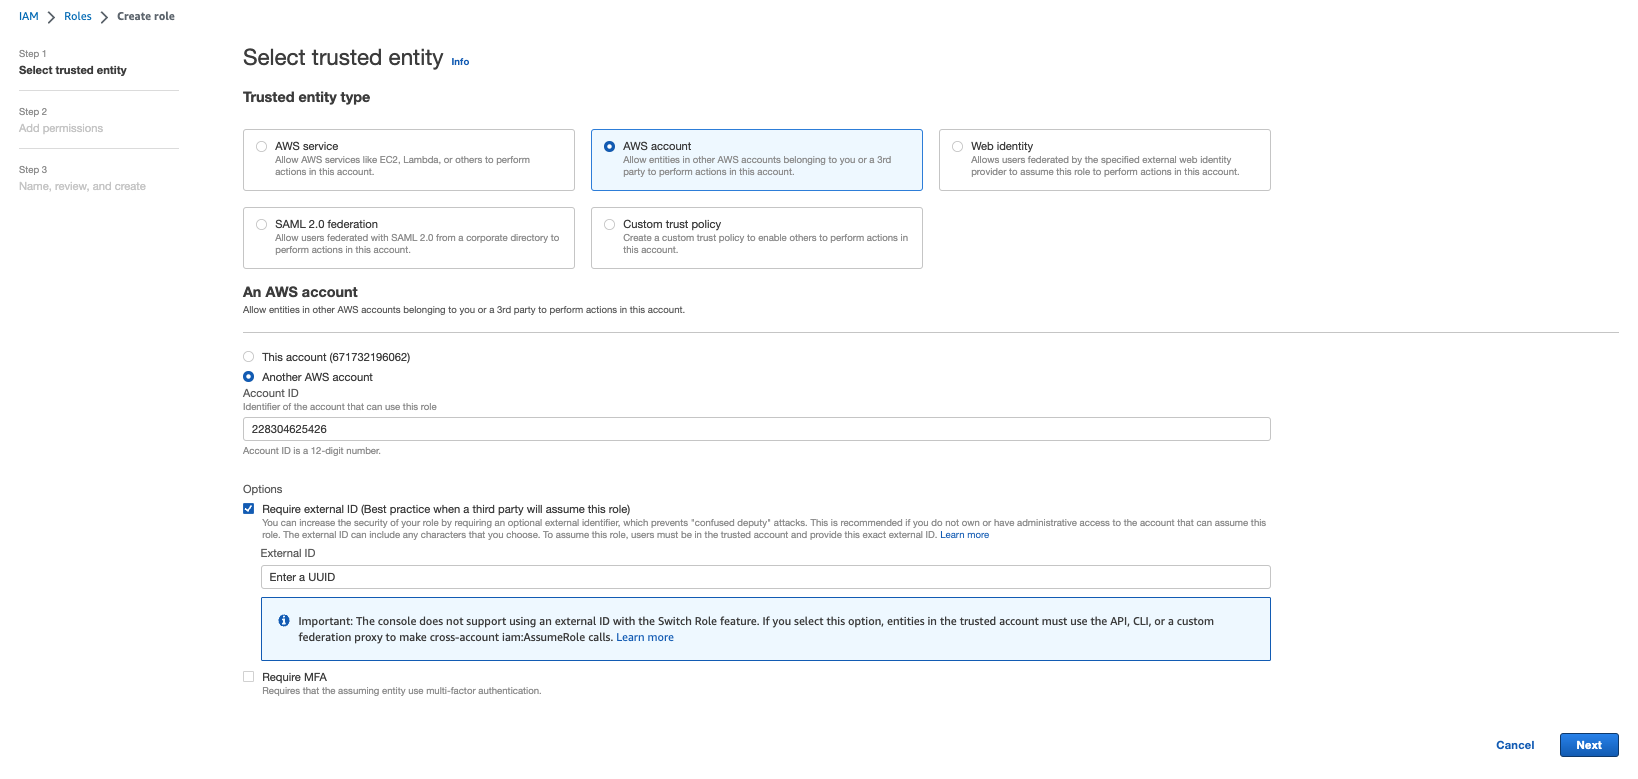 IAM > Roles > Create role
Step 1
Select trusted entity
Step 2
Add permissions
Step 3
Name, review, and create
Select trusted entity Info
Trusted entity type
AWS service
Allow AWS services like EC2, Lambda, or others to perform
actions in this account.
AWS account
Allow entities in other AWS accounts belonging to you or a 3rd
party to perform actions in this account.
Web identity
Allows users federated by the specified external web identity
provider to assume this role to perform actions in this account.
SAML 2.0 federation
Allow users federated with SAML 2.0 from a corporate directory to
perform actions in this account.
Custom trust policy
Create a custom trust policy to enable others to perform actions in
this account.
An AWS account
Allow entities in other AWS accounts belonging to you or a 3rd party to perform actions in this account.
This account (671732196062)
Another AWS account
Account ID
Identifier of the account that can use this role
228304625426
Account ID is a 12-digit number.
Options
Require external ID (Best practice when a third party will assume this role)
You can increase the security of your role by requiring an optional external identifier, which prevents "confused deputy" attacks. This is recommended if you do not own or have administrative access to the account that can assume this
role. The external ID can include any characters that you choose. To assume this role, users must be in the trusted account and provide this exact external ID. Learn more
External ID
Enter a UUID
Important: The console does not support using an external ID with the Switch Role feature. If you select this option, entities in the trusted account must use the API, CLI, or a custom
federation proxy to make cross-account iam:AssumeRole calls. Learn more
Require MFA
Requires that the assuming entity use multi-factor authentication.
Cancel
Next